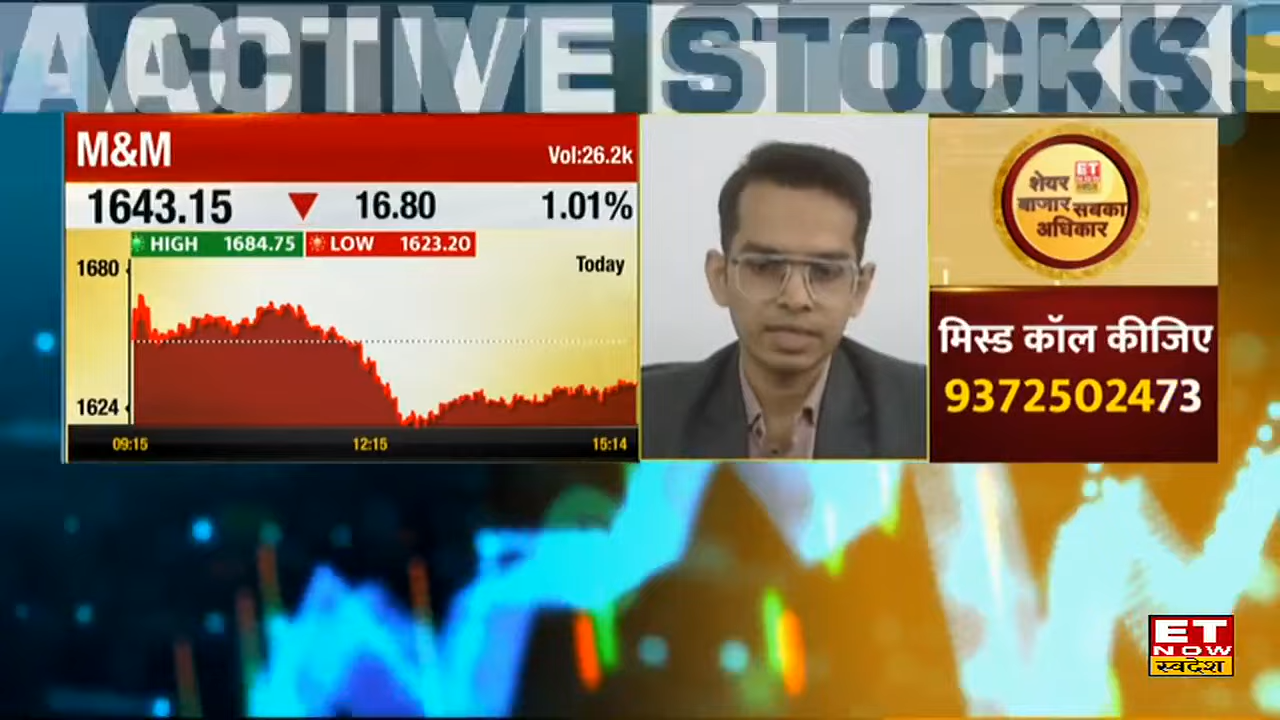 ACTIVE STOCKS
M&M
Vol:26.2k
1643.15 ▼ 16.80 1.01%
HIGH 1684.75 LOW 1623.20
Today
1680
1624
09:15 12:15 15:14
शेयर
बाजार सबका
अधिकार
मिस्ड कॉल कीजिए
9372502473
ET
NOW
स्वदेश